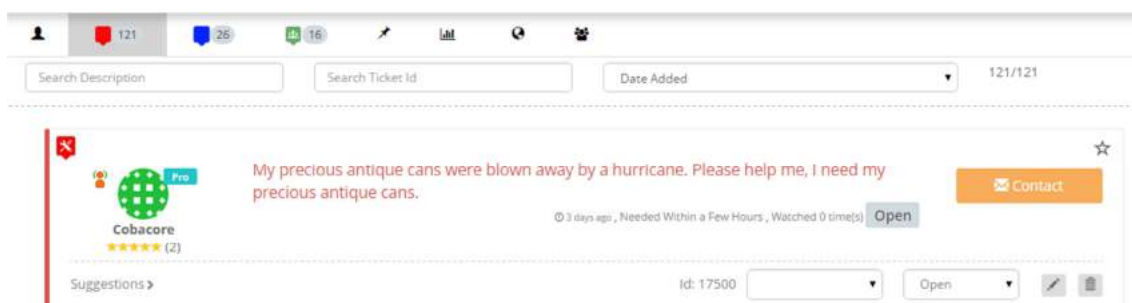 121 26 16
Search Description Search Ticket Id Date Added 121/121
Pro
My precious antique cans were blown away by a hurricane. Please help me, I need my
precious antique cans.
Contact
3 days ago , Needed Within a Few Hours , Watched 0 time(s) Open
Cobacore
(2)
Suggestions Id: 17500 Open